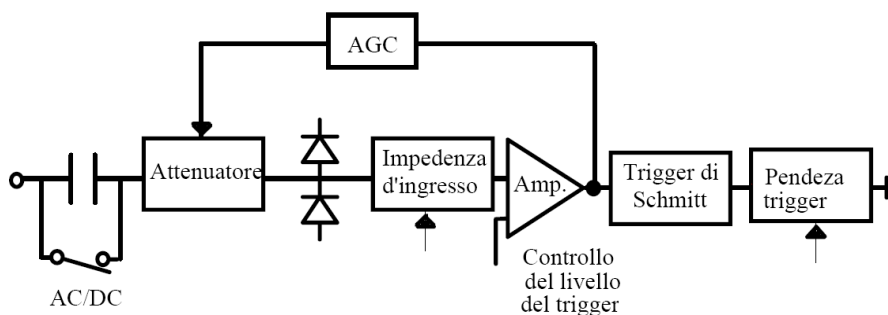 AGC
Attenuatore
Impedenza
d'ingresso
Amp.
Trigger di
Schmitt
Pendeza
trigger
AC/DC
Controllo
del livello
del trigger